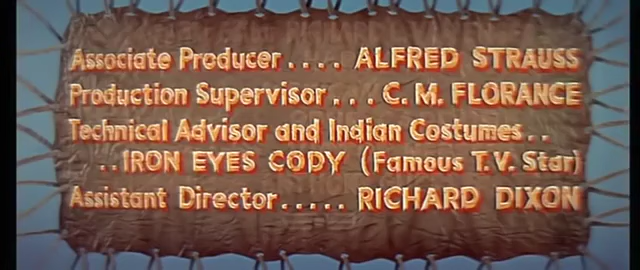 Associate Producer.... ALFRED STRAUSS
Production Supervisor... C. M. FLORANCE
Technical Advisor and Indian Costumes..
..IRON EYES CODY (Famous T.V. Star)
Assistant Director..... RICHARD DIXON